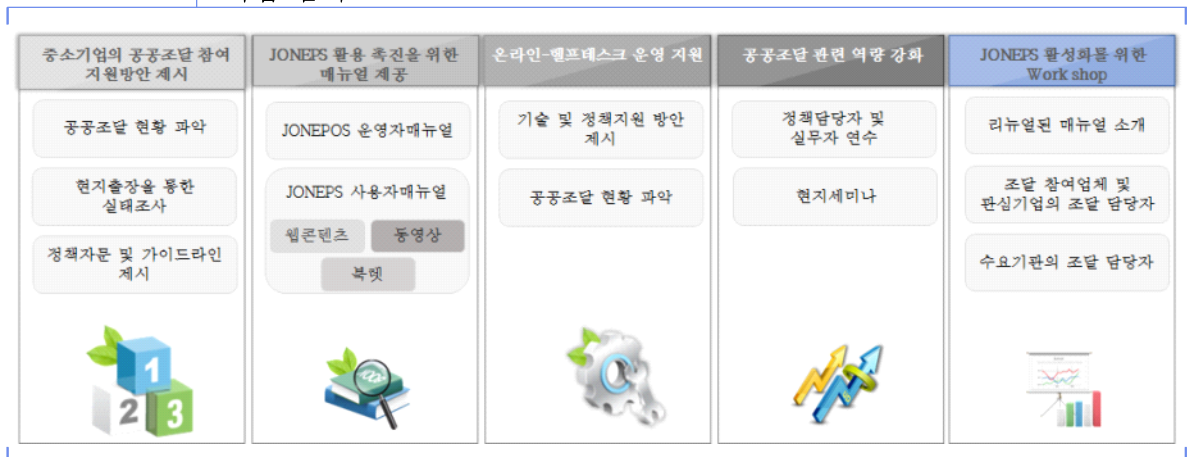 중소기업의 공공조달 참여
지원방안 제시
공공조달 현황 파악
현지출장을 통한
실태조사
정책자문 및 가이드라인
제시
1
2
3
JONEPS 활용 촉진을 위한
매뉴얼 제공
JONEPOS 운영자매뉴얼
JONEPS 사용자매뉴얼
웹콘텐츠
동영상
북렛
온라인-헬프데스크 운영 지원
기술 및 정책지원 방안
제시
공공조달 현황 파악
공공조달 관련 역량 강화
정책담당자 및
실무자 연수
현지세미나
JONEPS 활성화를 위한
Work shop
리뉴얼된 매뉴얼 소개
조달 참여업체 및
관심기업의 조달 담당자
수요기관의 조달 담당자